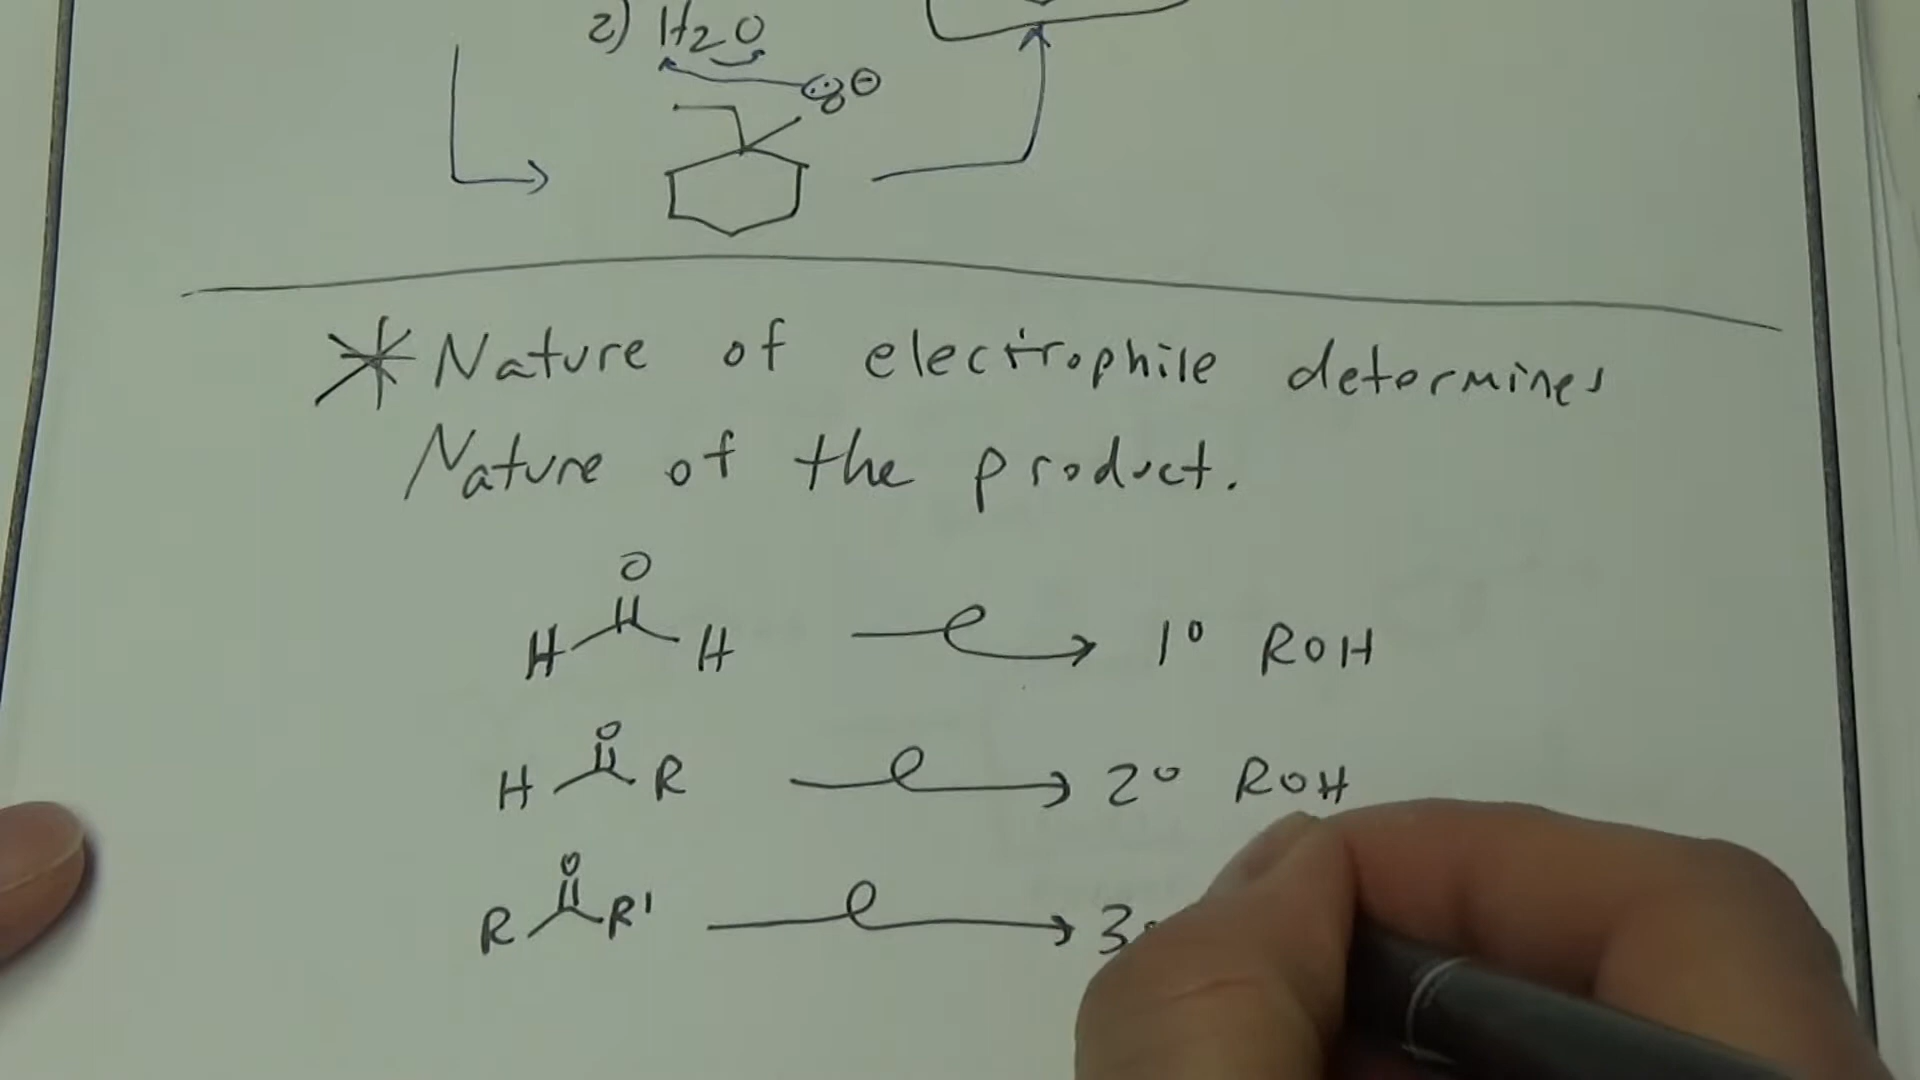 2) H2O
⊖
Nature of electrophile determines
Nature of the product.
O
H H 1° ROH
O
H R 2° ROH
O
R R' 3°